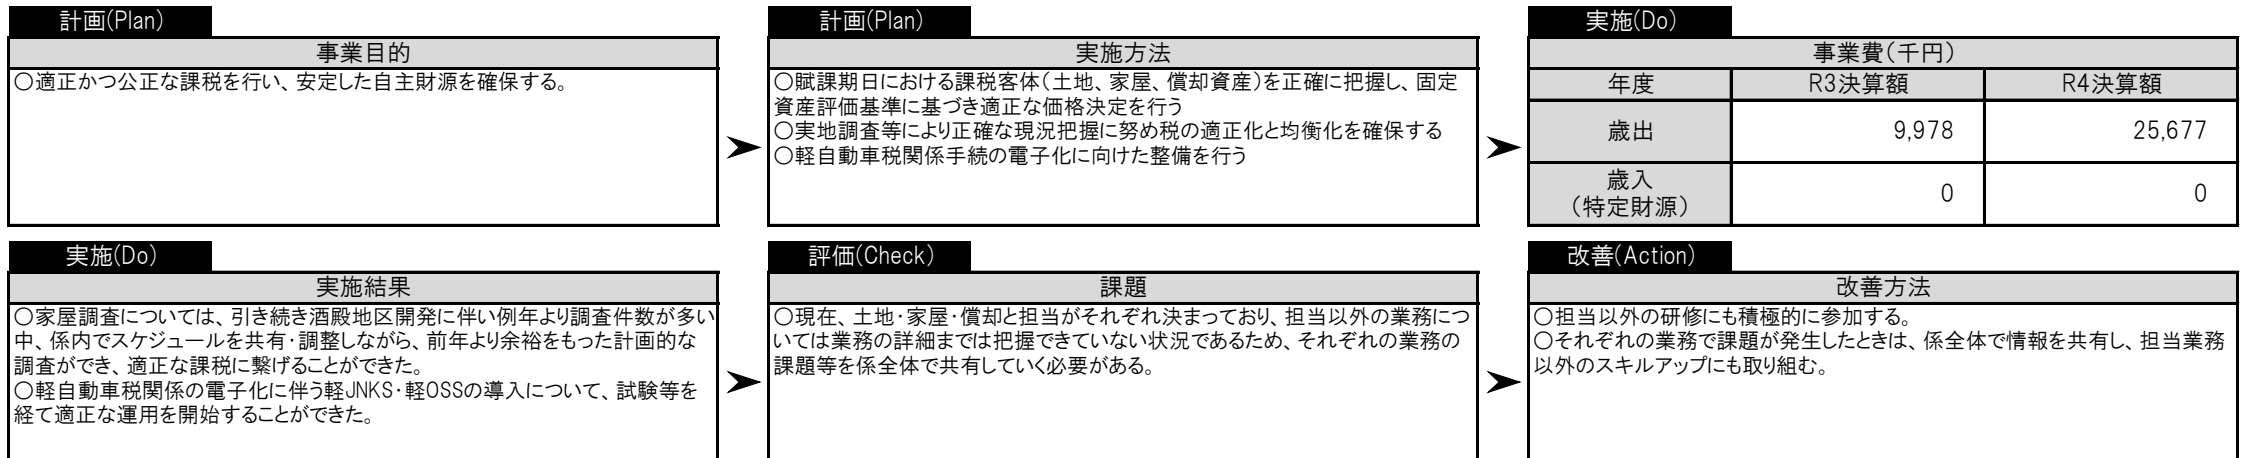 計画(Plan)
事業目的
○適正かつ公正な課税を行い、安定した自主財源を確保する。
計画(Plan)
実施方法
○賦課期日における課税客体(土地、家屋、償却資産)を正確に把握し、固定
資産評価基準に基づき適正な価格決定を行う
○実地調査等により正確な現況把握に努め税の適正化と均衡化を確保する
○軽自動車税関係手続の電子化に向けた整備を行う
実施(Do)
事業費(千円)
年度 R3決算額 R4決算額
歳出 9,978 25,677
歳入
(特定財源) 0 0
実施(Do)
実施結果
○家屋調査については、引き続き酒殿地区開発に伴い例年より調査件数が多い
中、係内でスケジュールを共有・調整しながら、前年より余裕をもった計画的な
調査ができ、適正な課税に繋げることができた。
○軽自動車税関係の電子化に伴う軽JNKS・軽OSSの導入について、試験等を
経て適正な運用を開始することができた。
評価(Check)
課題
○現在、土地・家屋・償却と担当がそれぞれ決まっており、担当以外の業務につ
いては業務の詳細までは把握できていない状況であるため、それぞれの業務の
課題等を係全体で共有していく必要がある。
改善(Action)
改善方法
○担当以外の研修にも積極的に参加する。
○それぞれの業務で課題が発生したときは、係全体で情報を共有し、担当業務
以外のスキルアップにも取り組む。